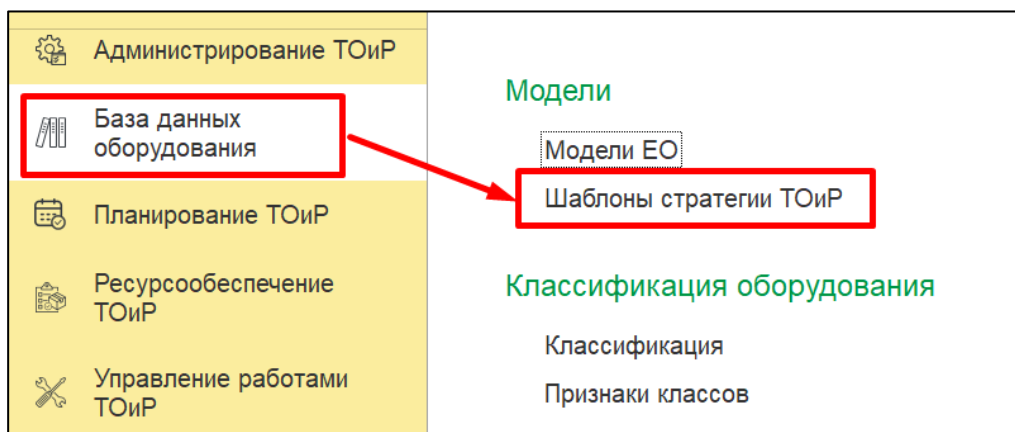 Администрирование ТОиР
База данных
оборудования
Планирование ТОиР
Ресурсообеспечение
ТОиР
Управление работами
ТОиР
Модели
Модели ЕО
Шаблоны стратегии ТОиР
Классификация оборудования
Классификация
Признаки классов